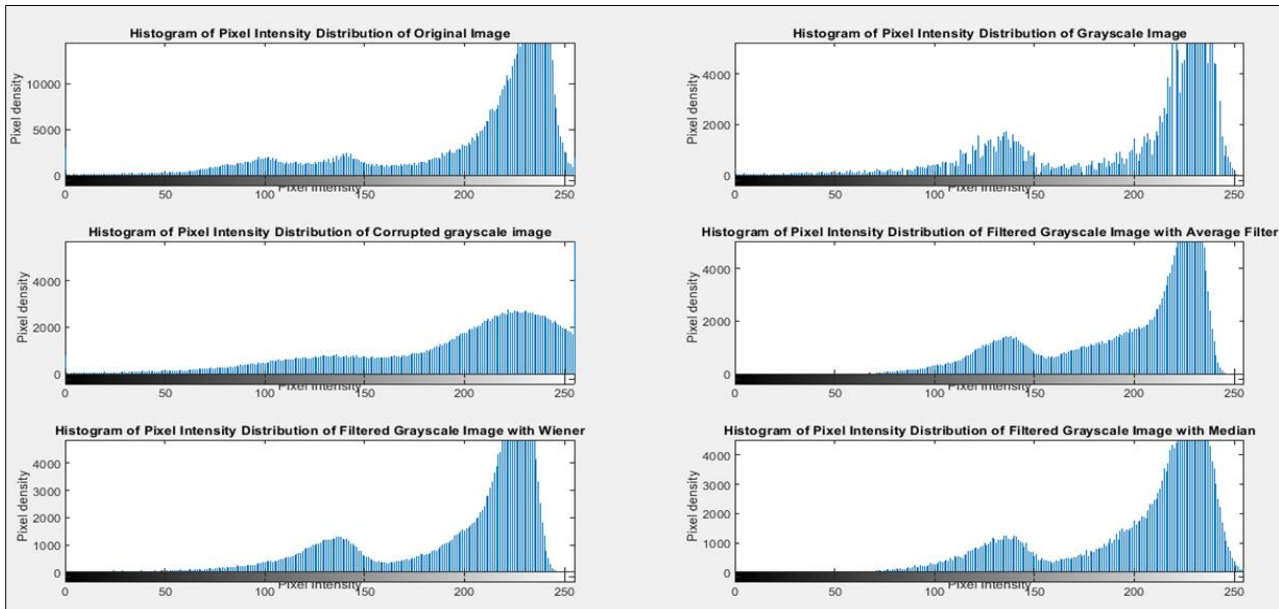 Histogram of Pixel Intensity Distribution of Original Image
Pixel density
10000
5000
0
0 50 100 150 200 250
Pixel Intensity
Histogram of Pixel Intensity Distribution of Grayscale Image
Pixel density
4000
2000
0
0 50 100 150 200 250
Pixel Intensity
Histogram of Pixel Intensity Distribution of Corrupted grayscale image
Pixel density
4000
2000
0
0 50 100 150 200 250
Pixel Intensity
Histogram of Pixel Intensity Distribution of Filtered Grayscale Image with Average Filter
Pixel density
4000
2000
0
0 50 100 150 200 250
Pixel Intensity
Histogram of Pixel Intensity Distribution of Filtered Grayscale Image with Wiener
Pixel density
4000
3000
2000
1000
0
0 50 100 150 200 250
Pixel Intensity
Histogram of Pixel Intensity Distribution of Filtered Grayscale Image with Median
Pixel density
4000
3000
2000
1000
0
0 50 100 150 200 250
Pixel Intensity